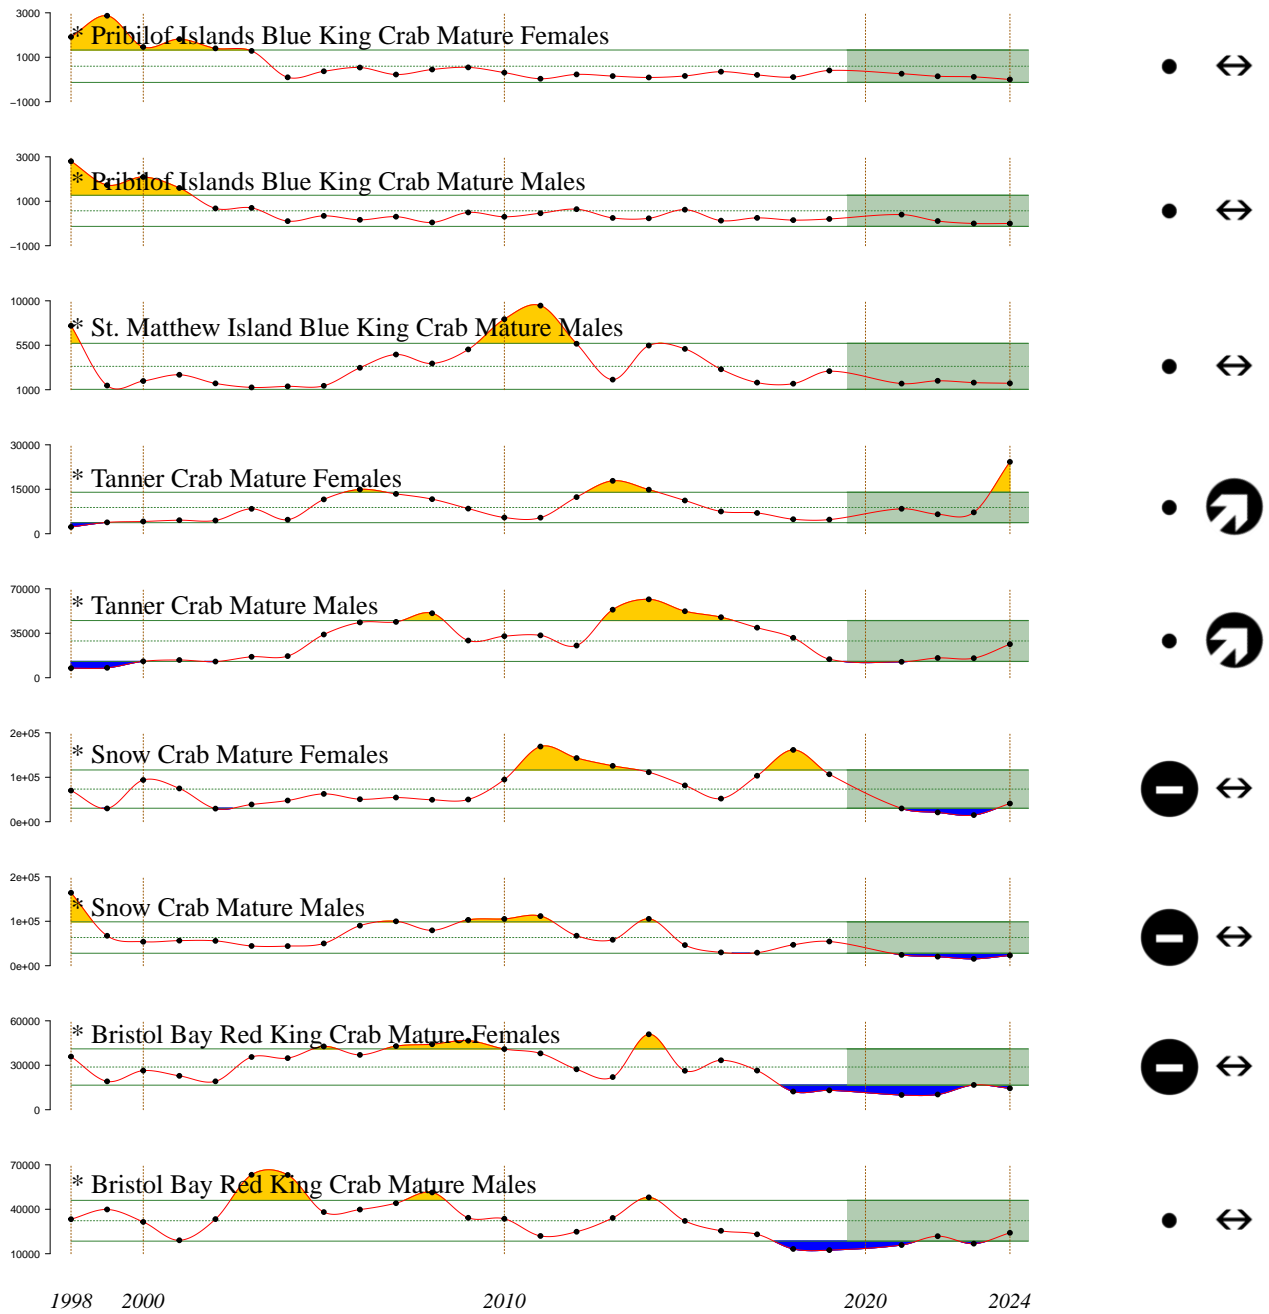 3000
* Pribilof Islands Blue King Crab Mature Females
1000
−1000
3000
* Pribilof Islands Blue King Crab Mature Males
1000
−1000
10000
* St. Matthew Island Blue King Crab Mature Males
5500
1000
30000
* Tanner Crab Mature Females
15000
0
70000
* Tanner Crab Mature Males
35000
0
2e+05
* Snow Crab Mature Females
1e+05
0e+00
2e+05
* Snow Crab Mature Males
1e+05
0e+00
60000
* Bristol Bay Red King Crab Mature Females
30000
0
70000
* Bristol Bay Red King Crab Mature Males
40000
10000
1998 2000 2010 2020 2024